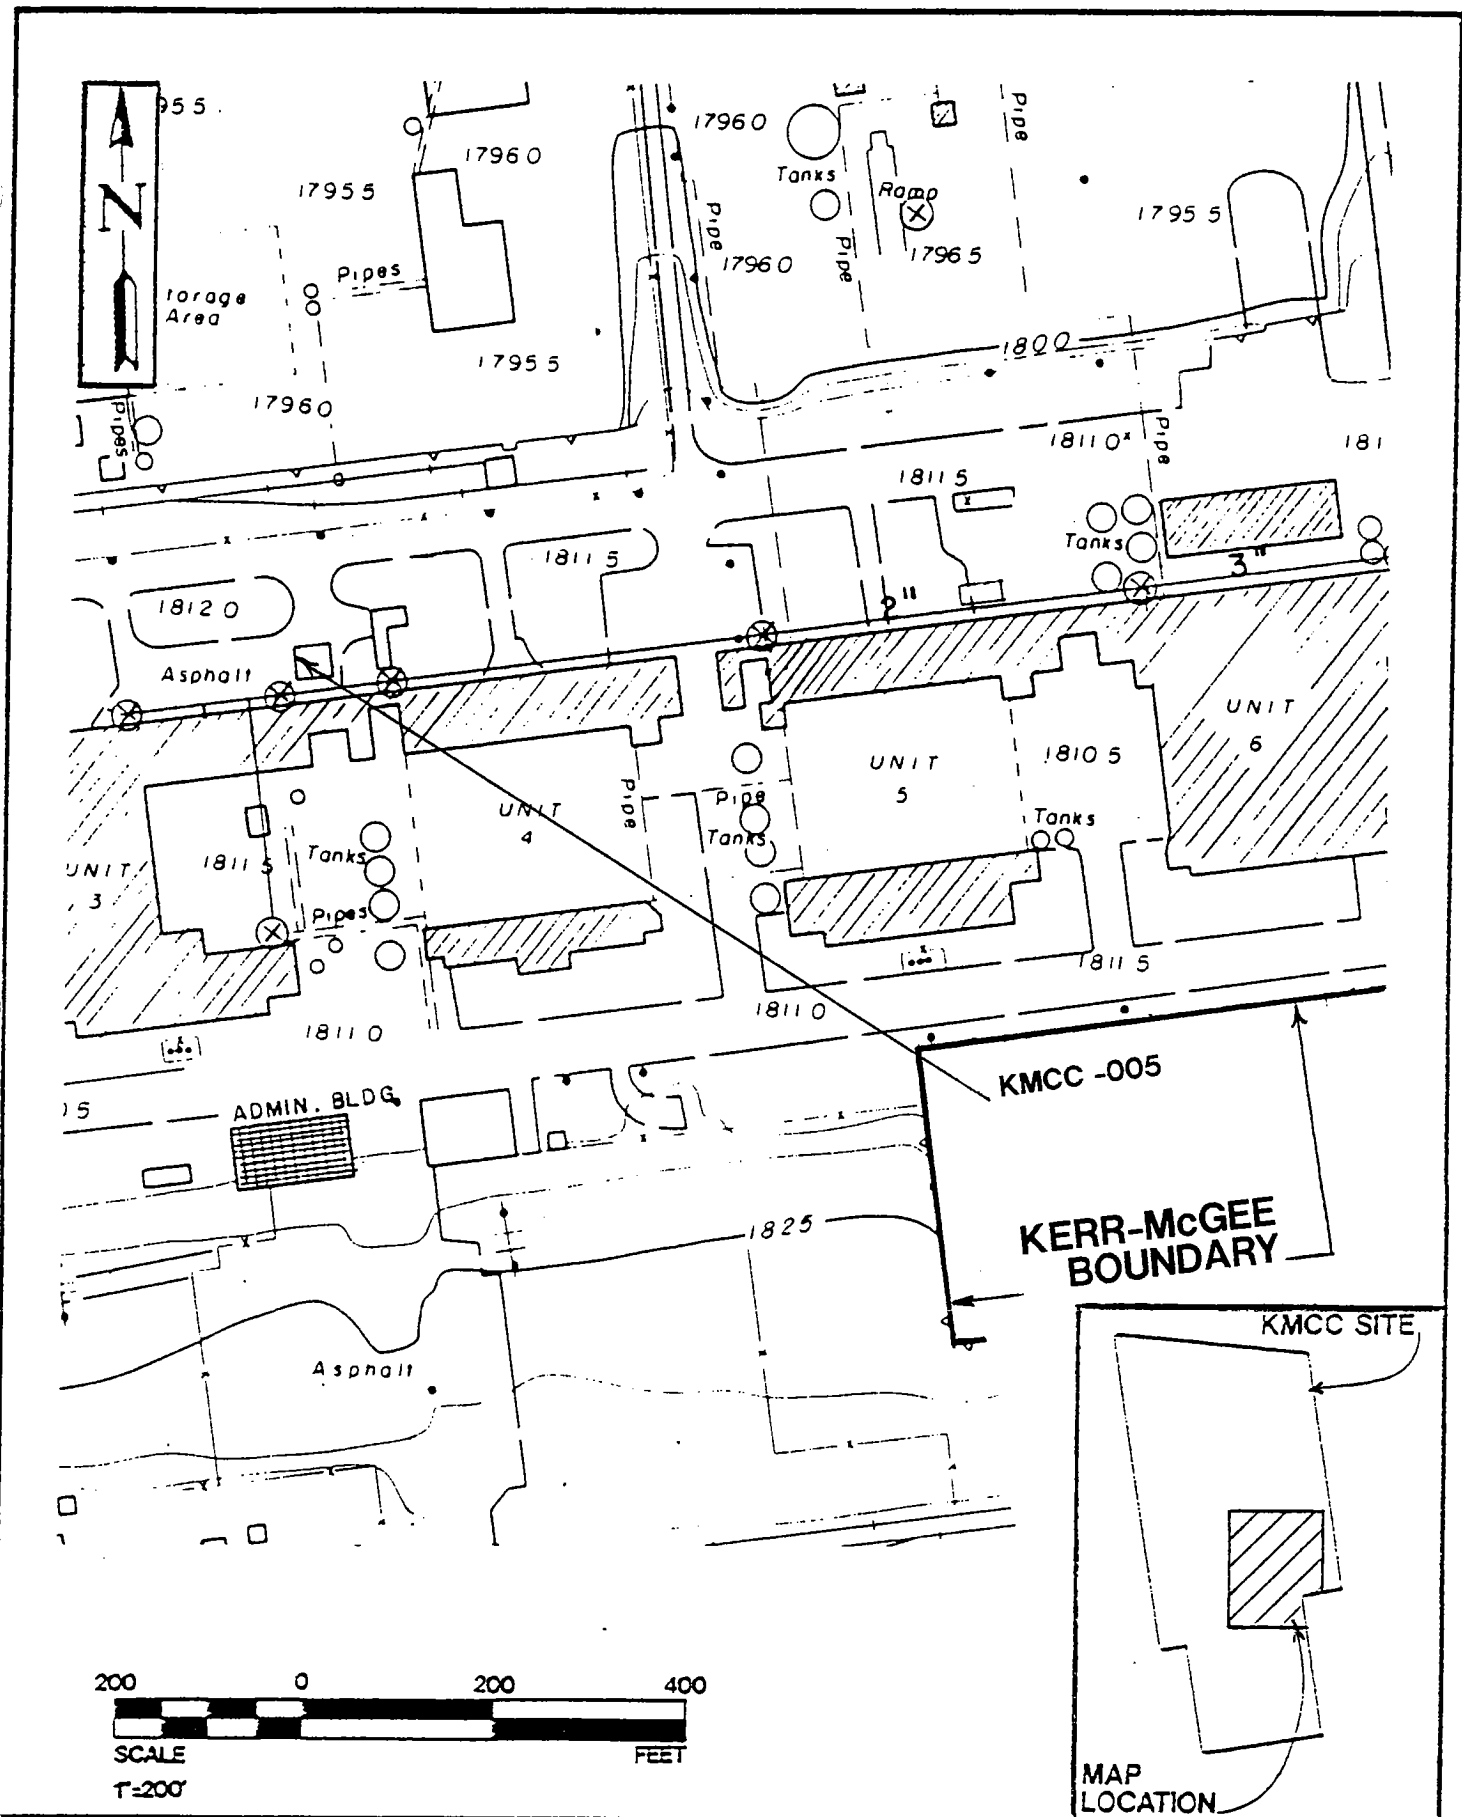 N
955
17960
17955
torage
Area
Pipes
17955
17960
Pipes
17960
Tanks
Ramp
Pipe
17960
Pipe
17965
Pipe
17955
1800
18110x
Pipe
181
18115
Tanks
3"
18115
18120
Asphalt
UNIT
6
UNIT
5
18105
Tanks
UNIT
4
Pipe
Pipe
Tanks
UNIT
3
18115
Tanks
Pipes
18115
18110
18110
KMCC -005
15
ADMIN. BLDG
1825
KERR-McGEE
BOUNDARY
Asphalt
KMCC SITE
200 0 200 400
SCALE FEET
1"=200'
MAP
LOCATION